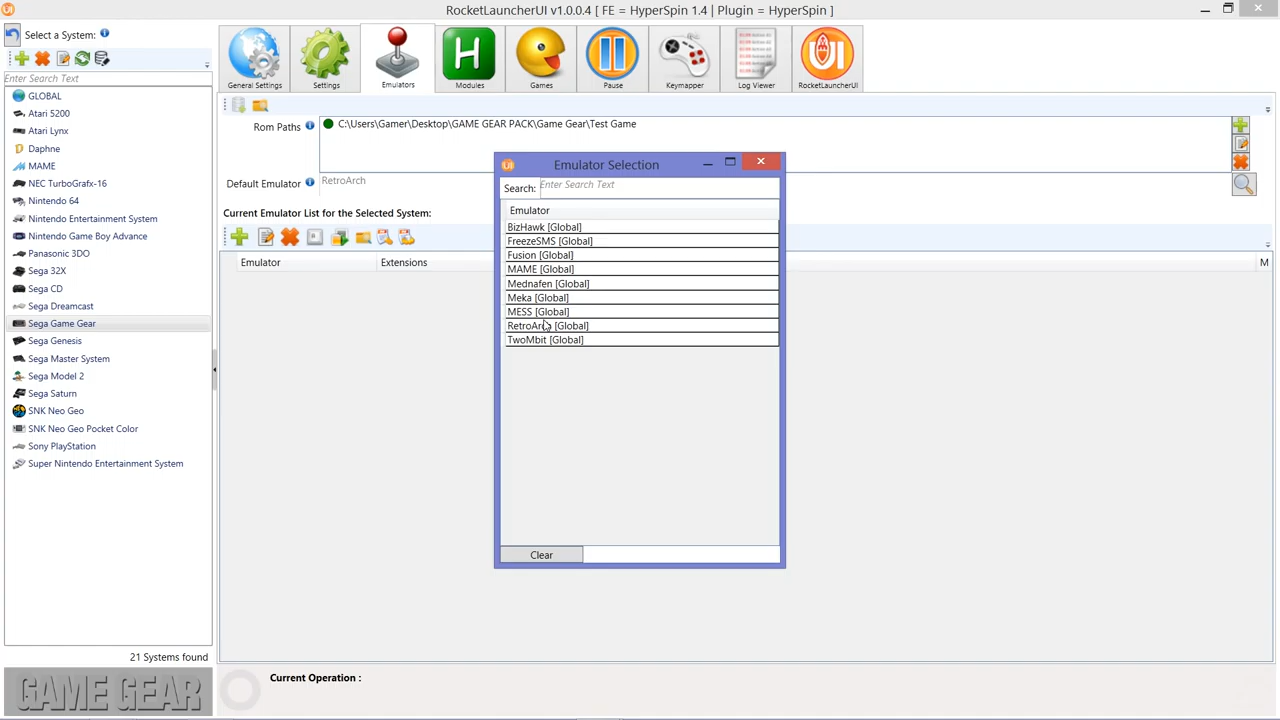 RocketLauncherUI v1.0.0.4 [ FE = HyperSpin 1.4 | Plugin = HyperSpin ]
Select a System:
Enter Search Text
GLOBAL
Atari 5200
Atari Lynx
Daphne
MAME
NEC TurboGrafx-16
Nintendo 64
Nintendo Entertainment System
Nintendo Game Boy Advance
Panasonic 3DO
Sega 32X
Sega CD
Sega Dreamcast
Sega Game Gear
Sega Genesis
Sega Master System
Sega Model 2
Sega Saturn
SNK Neo Geo
SNK Neo Geo Pocket Color
Sony PlayStation
Super Nintendo Entertainment System
21 Systems found
GAME GEAR
General Settings
Settings
Emulators
H
Modules
Games
Pause
Keymapper
Log Viewer
UI
RocketLauncherUI
Rom Paths
C:\Users\Gamer\Desktop\GAME GEAR PACK\Game Gear\Test Game
Default Emulator
RetroArch
Current Emulator List for the Selected System:
Emulator
Extensions
M
Emulator Selection
Search:
Enter Search Text
Emulator
BizHawk [Global]
FreezeSMS [Global]
Fusion [Global]
MAME [Global]
Mednafen [Global]
Meka [Global]
MESS [Global]
RetroArch [Global]
TwoMbit [Global]
Clear
Current Operation :